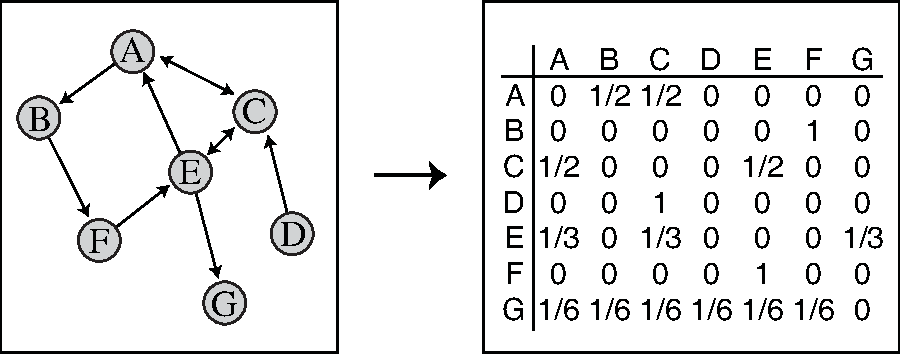 A
B
C
E
F
D
G
A B C D E F G
A 0 1/2 1/2 0 0 0 0
B 0 0 0 0 0 1 0
C 1/2 0 0 0 1/2 0 0
D 0 0 1 0 0 0 0
E 1/3 0 1/3 0 0 0 1/3
F 0 0 0 0 1 0 0
G 1/6 1/6 1/6 1/6 1/6 1/6 0